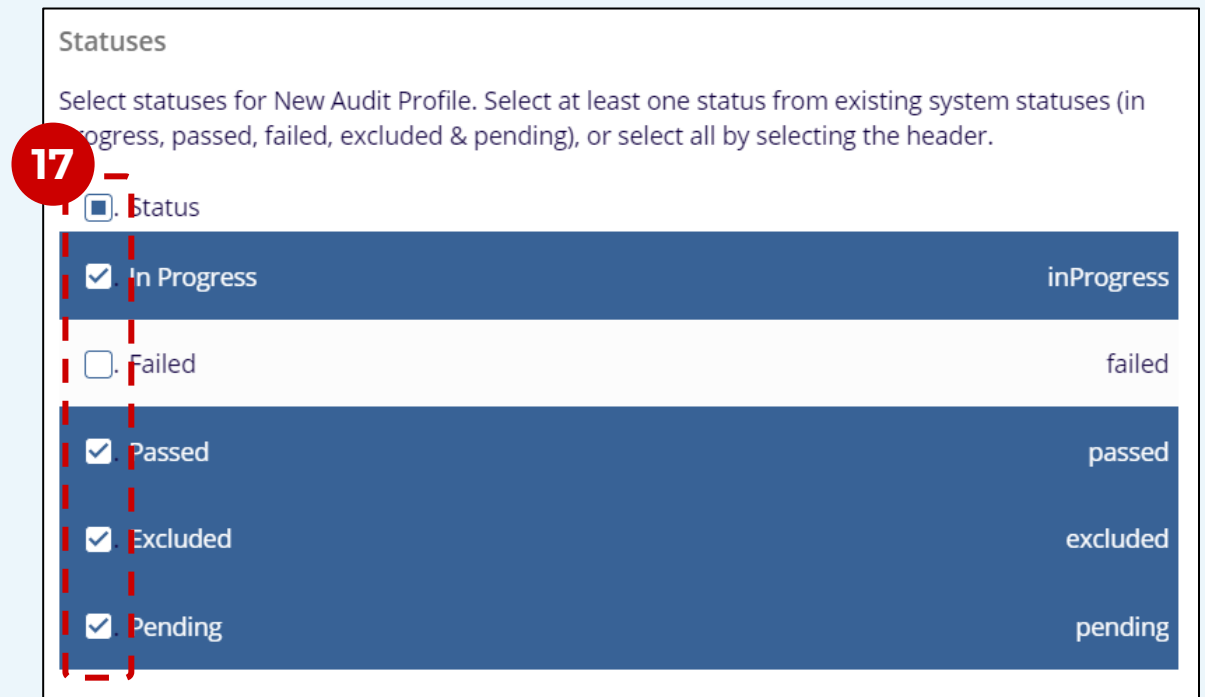 Statuses
Select statuses for New Audit Profile. Select at least one status from existing system statuses (in
progress, passed, failed, excluded & pending), or select all by selecting the header.
17
. Status
. In Progress inProgress
. Failed failed
. Passed passed
. Excluded excluded
. Pending pending